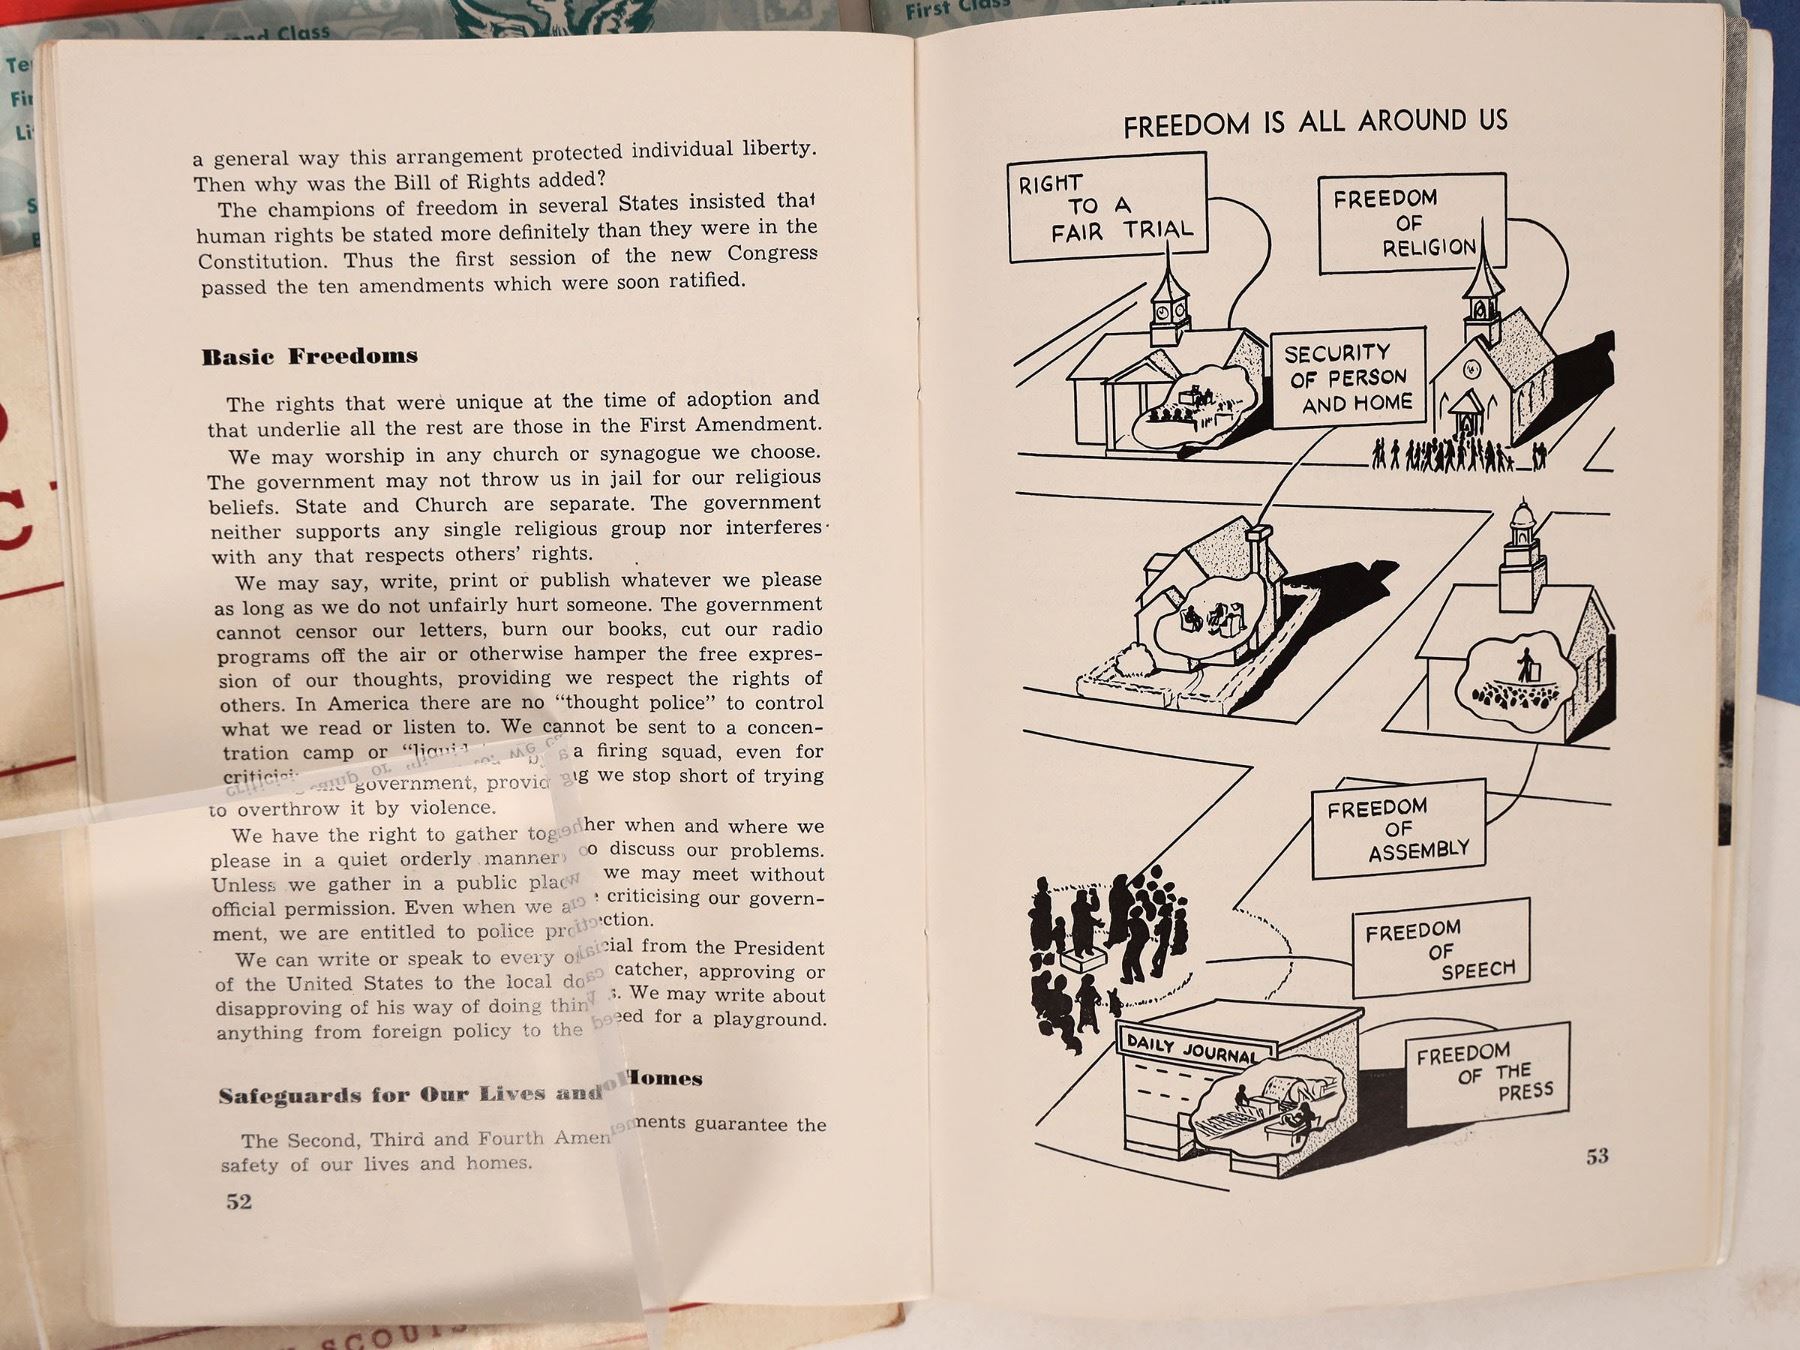 Second Class
First Class
a general way this arrangement protected individual liberty.
Then why was the Bill of Rights added?
The champions of freedom in several States insisted that
human rights be stated more definitely than they were in the
Constitution. Thus the first session of the new Congress
passed the ten amendments which were soon ratified.
Basic Freedoms
The rights that were unique at the time of adoption and
that underlie all the rest are those in the First Amendment.
We may worship in any church or synagogue we choose.
The government may not throw us in jail for our religious
beliefs. State and Church are separate. The government
neither supports any single religious group nor interferes
with any that respects others' rights.
We may say, write, print or publish whatever we please
as long as we do not unfairly hurt someone. The government
cannot censor our letters, burn our books, cut our radio
programs off the air or otherwise hamper the free expres-
sion of our thoughts, providing we respect the rights of
others. In America there are no "thought police" to control
what we read or listen to. We cannot be sent to a concen-
tration camp or a firing squad, even for
government, providing we stop short of trying
to overthrow it by violence.
We have the right to gather together when and where we
please in a quiet orderly manner to discuss our problems.
Unless we gather in a public place we may meet without
official permission. Even when we are criticising our govern-
ment, we are entitled to police protection.
We can write or speak to every official from the President
of the United States to the local dog catcher, approving or
disapproving of his way of doing things. We may write about
anything from foreign policy to the need for a playground.
Safeguards for Our Lives and Homes
The Second, Third and Fourth Amendments guarantee the
safety of our lives and homes.
52
FREEDOM IS ALL AROUND US
RIGHT
TO A
FAIR TRIAL
FREEDOM
OF
RELIGION
SECURITY
OF PERSON
AND HOME
FREEDOM
OF
ASSEMBLY
FREEDOM
OF
SPEECH
DAILY JOURNAL
FREEDOM
OF THE
PRESS
53
SCOUTS